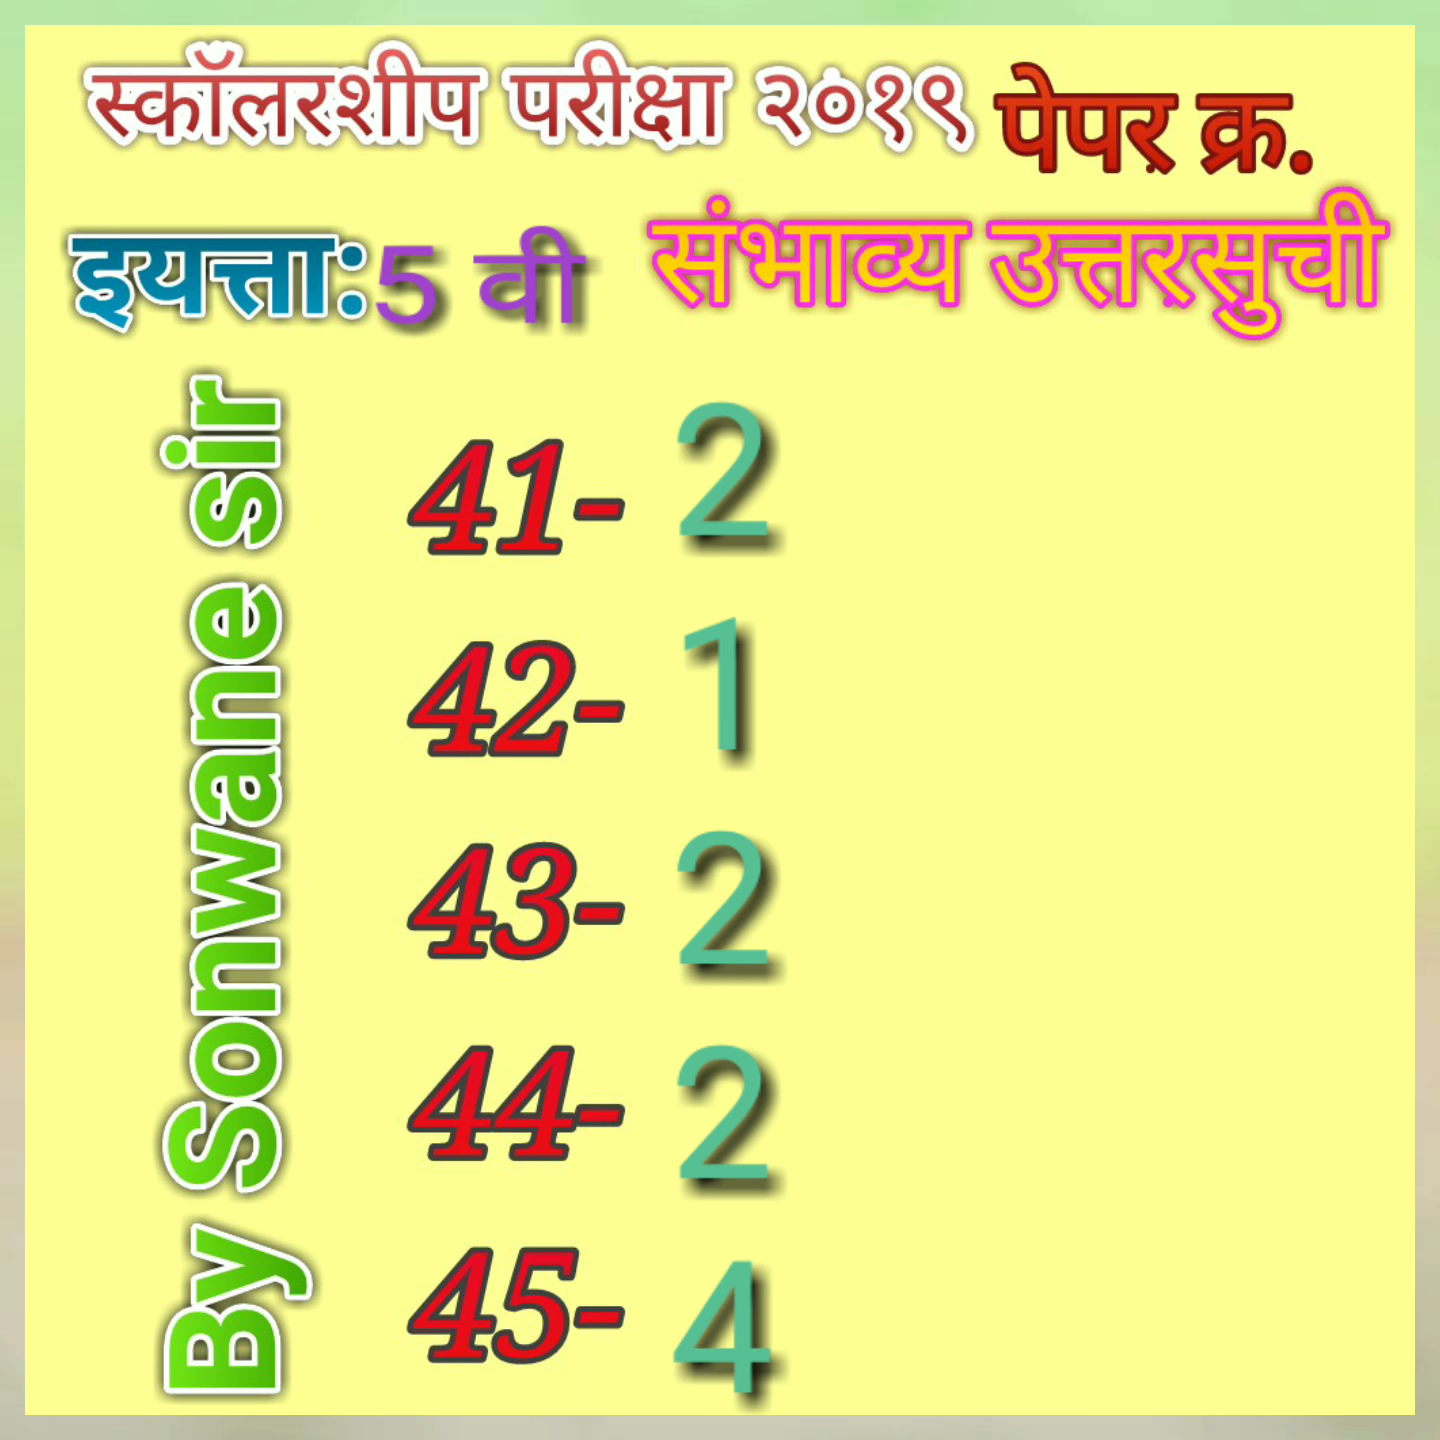 स्कॉलरशीप परीक्षा २०१९ पेपर क्र.
इयत्ता: 5 वी संभाव्य उत्तरसुची
By Sonwane sir
41- 2
42- 1
43- 2
44- 2
45- 4